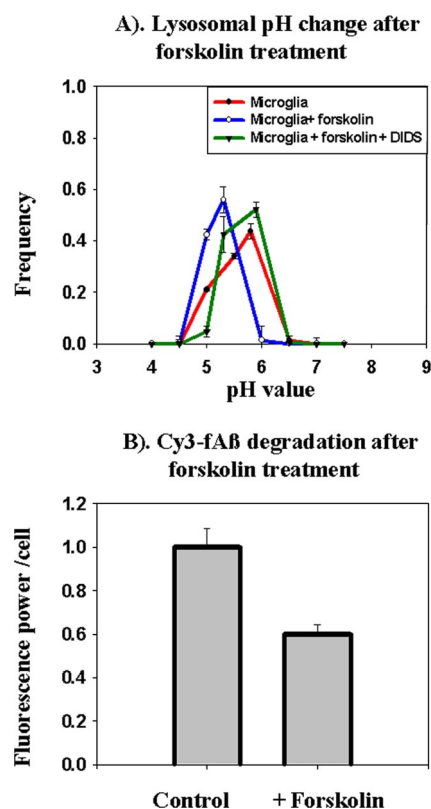 A). Lysosomal pH change after
forskolin treatment
1.0
0.8
0.6
0.4
0.2
0.0
Frequency
Microglia
Microglia+ forskolin
Microglia + forskolin + DIDS
3 4 5 6 7 8 9
pH value
B). Cy3-fAß degradation after
forskolin treatment
1.2
1.0
0.8
0.6
0.4
0.2
0.0
Fluorescence power /cell
Control + Forskolin